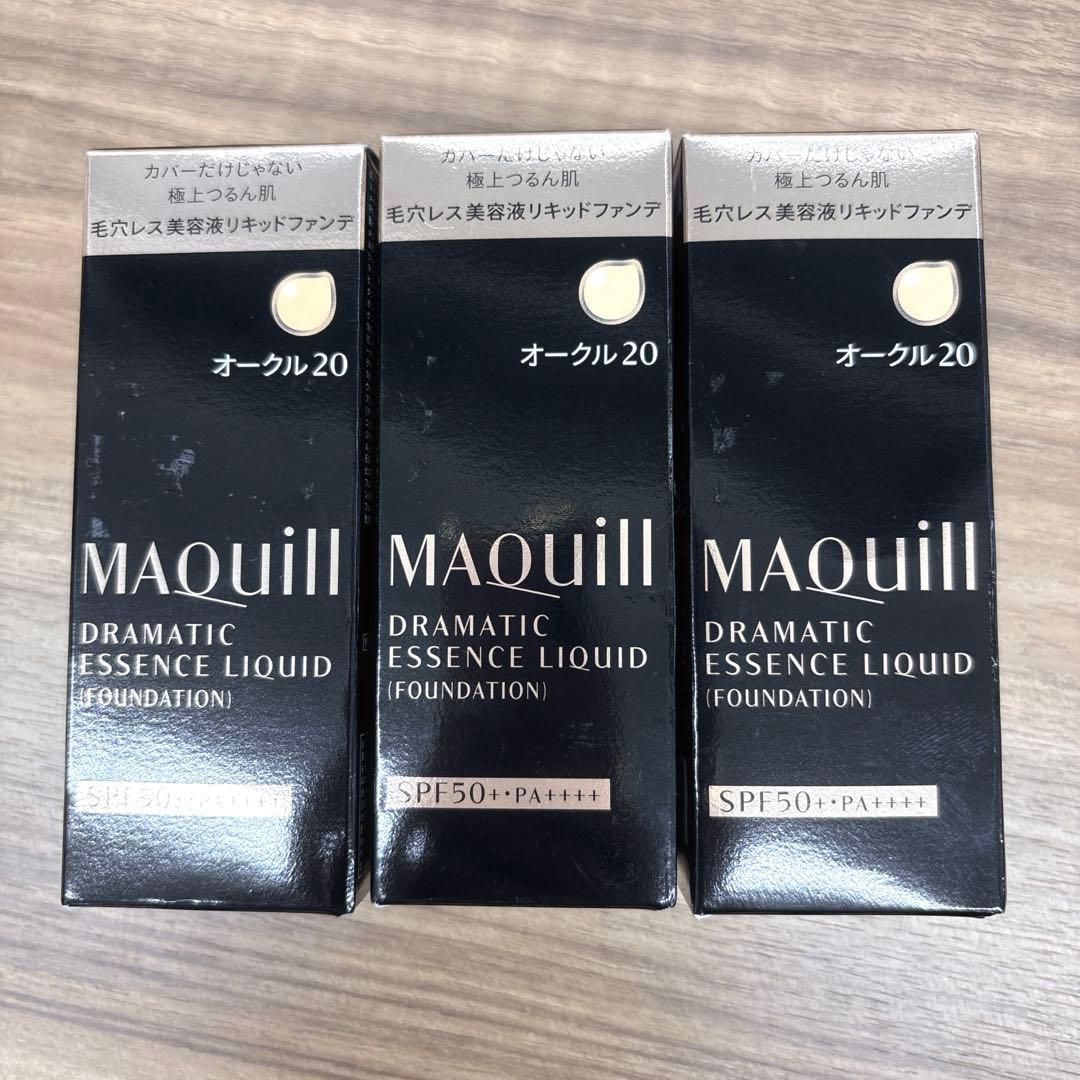 カバーだけじゃない
極上つるん肌
毛穴レス美容液リキッドファンデ
オークル20
MAQuill
DRAMATIC
ESSENCE LIQUID
(FOUNDATION)
SPF50+・PA++++
カバーだけじゃない
極上つるん肌
毛穴レス美容液リキッドファンデ
オークル20
MAQuill
DRAMATIC
ESSENCE LIQUID
(FOUNDATION)
SPF50+・PA++++
カバーだけじゃない
極上つるん肌
毛穴レス美容液リキッドファンデ
オークル20
MAQuill
DRAMATIC
ESSENCE LIQUID
(FOUNDATION)
SPF50+・PA++++